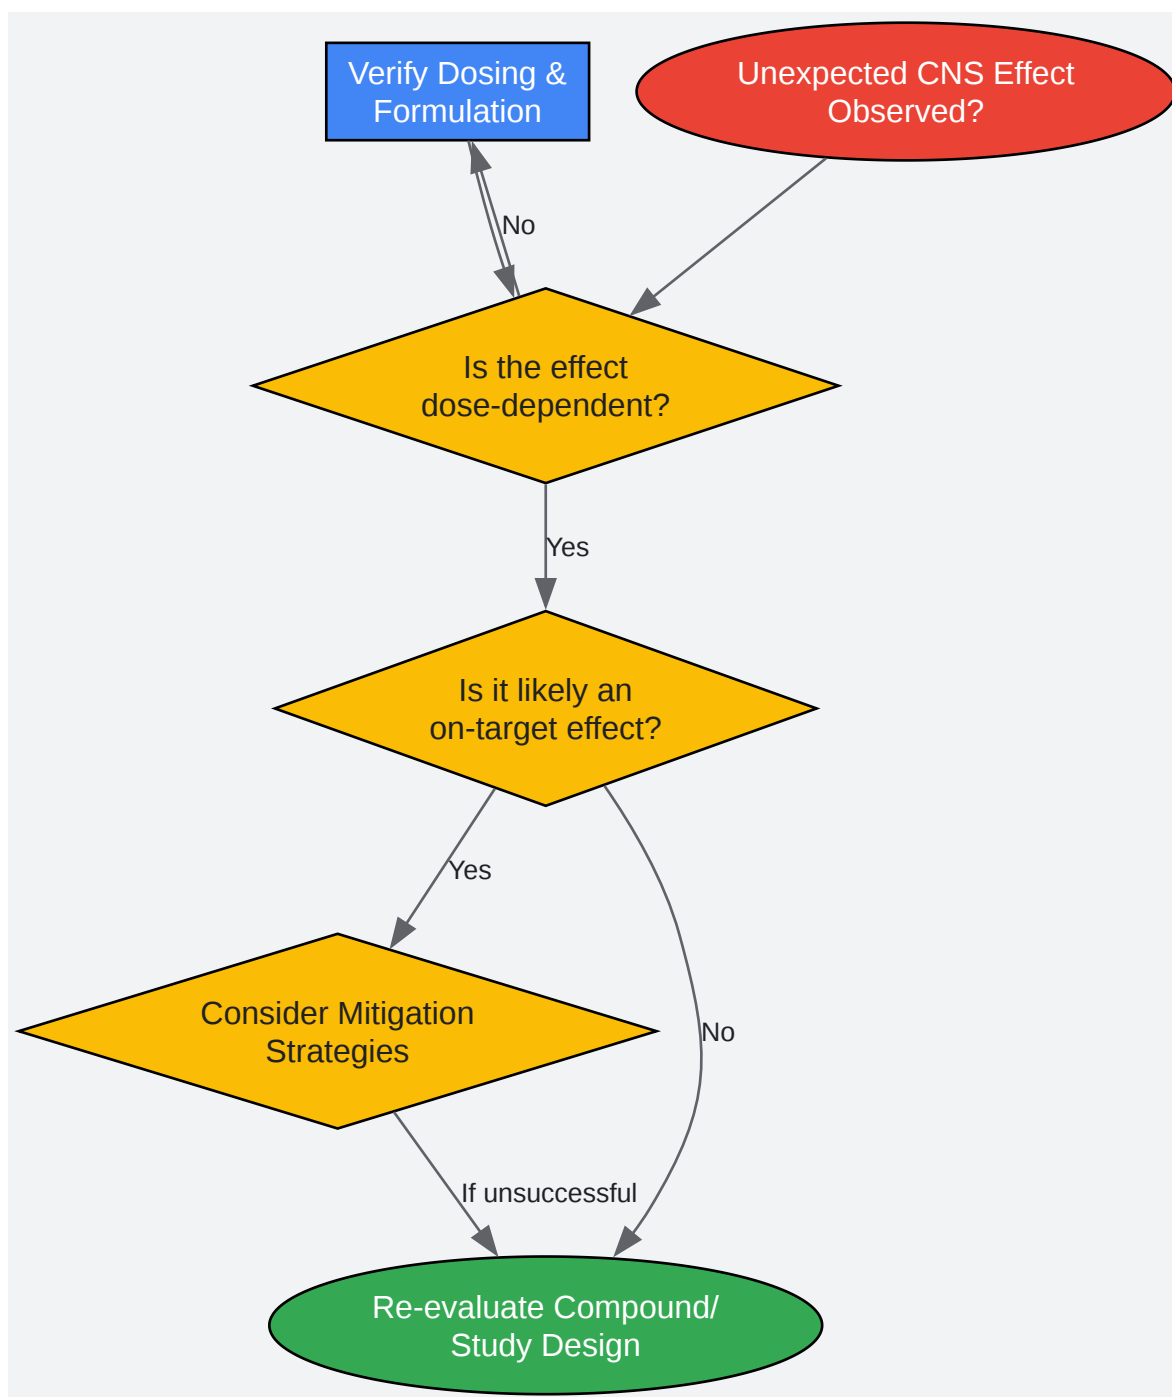 Verify Dosing &
Formulation
Unexpected CNS Effect
Observed?
No
Is the effect
dose-dependent?
Yes
Is it likely an
on-target effect?
Yes
Consider Mitigation
Strategies
No
If unsuccessful
Re-evaluate Compound/
Study Design